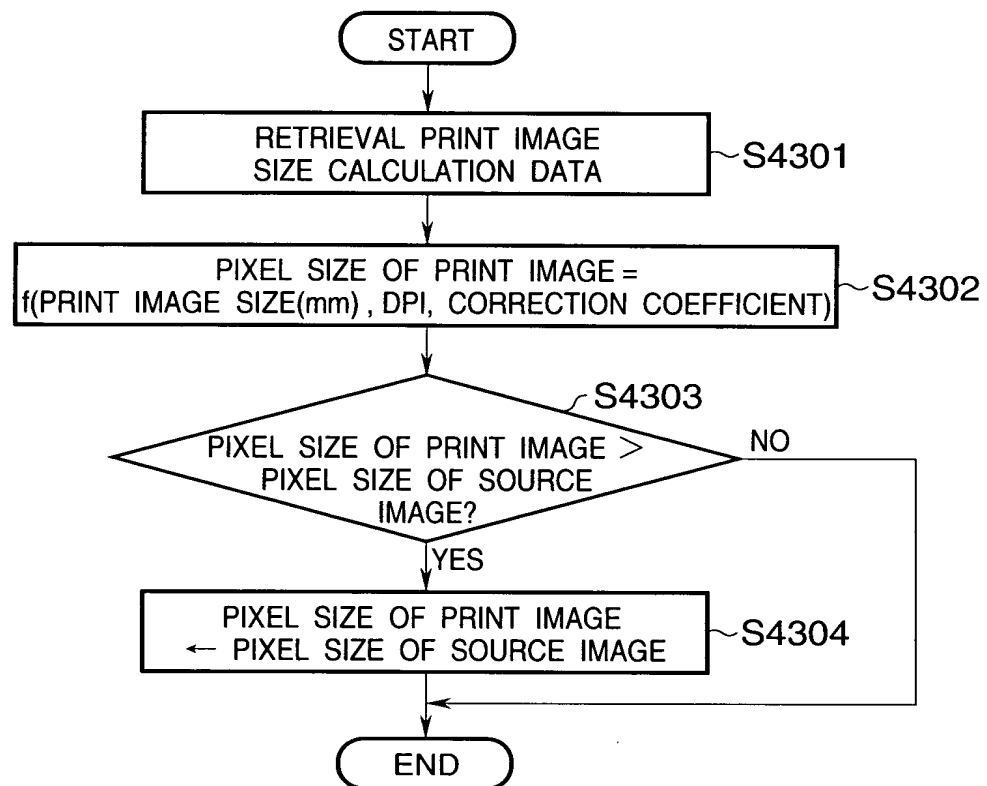 START
RETRIEVAL PRINT IMAGE
SIZE CALCULATION DATA
S4301
PIXEL SIZE OF PRINT IMAGE =
f(PRINT IMAGE SIZE(mm) , DPI, CORRECTION COEFFICIENT)
S4302
S4303
PIXEL SIZE OF PRINT IMAGE >
PIXEL SIZE OF SOURCE
IMAGE?
NO
YES
PIXEL SIZE OF PRINT IMAGE
← PIXEL SIZE OF SOURCE IMAGE
S4304
END